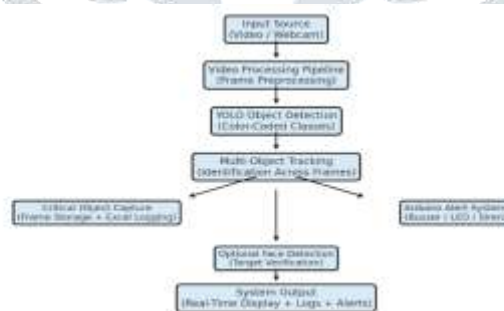 Input Source
(Video / Webcam)
Video Processing Pipeline
(Frame Preprocessing)
YOLO Object Detection
(Color-Coded Classes)
Multi-Object Tracking
(Identification Across Frames)
Critical Object Capture
(Frame Storage + Excel Logging)
Arduino Alert System
(Buzzer / LED / Siren)
Optional Face Detection
(Target Verification)
System Output
(Real-Time Display + Logs + Alerts)